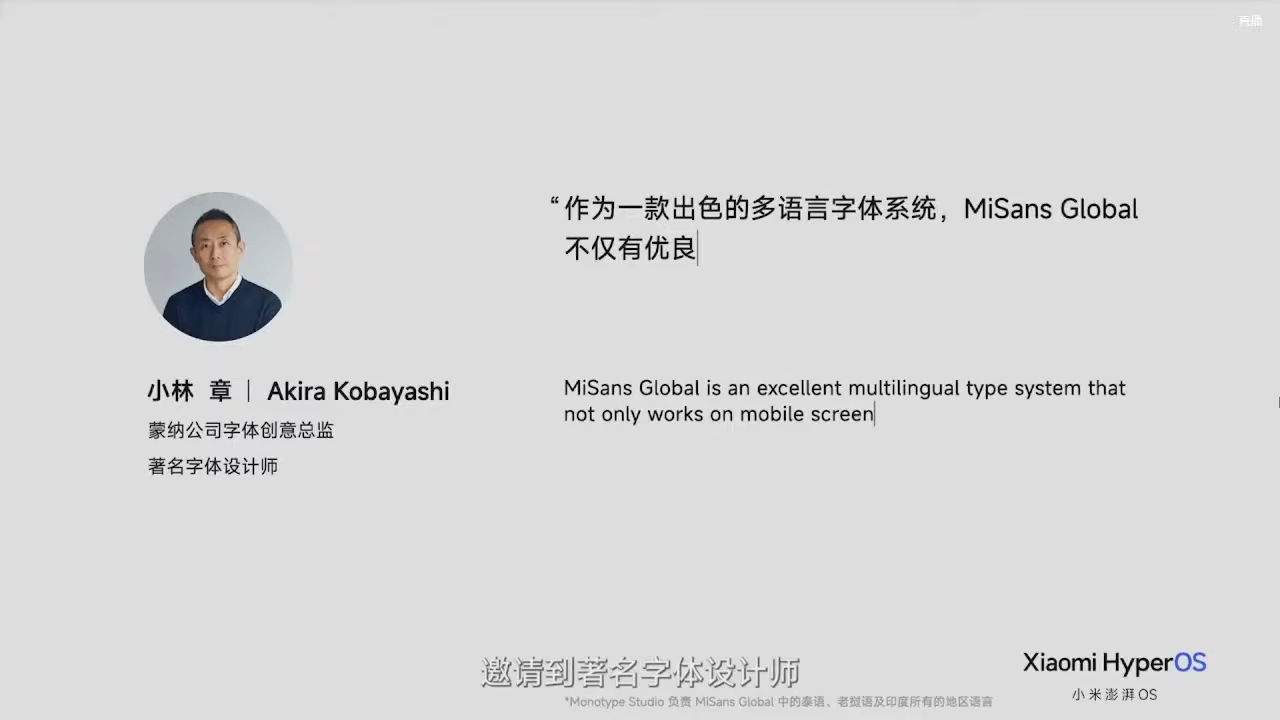 “作为一款出色的多语言字体系统，MiSans Global
不仅有优良
小林 章｜Akira Kobayashi
蒙纳公司字体创意总监
著名字体设计师
MiSans Global is an excellent multilingual type system that
not only works on mobile screen
邀请到著名字体设计师
*Monotype Studio 负责 MiSans Global 中的泰语、老挝语及印度所有的地区语言
Xiaomi HyperOS
小米澎湃OS